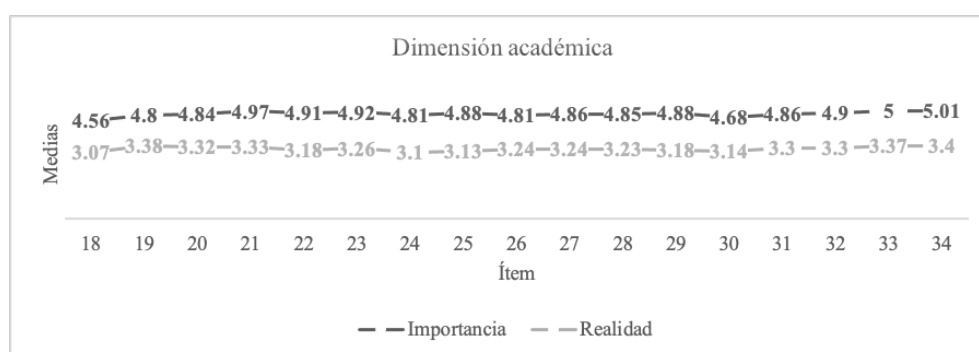 Dimensión académica
Medias
4.56 4.8 4.84 4.97 4.91 4.92 4.81 4.88 4.81 4.86 4.85 4.88 4.68 4.86 4.9 5 5.01
3.07 3.38 3.32 3.33 3.18 3.26 3.1 3.13 3.24 3.24 3.23 3.18 3.14 3.3 3.3 3.37 3.4
18 19 20 21 22 23 24 25 26 27 28 29 30 31 32 33 34
Ítem
Importancia Realidad